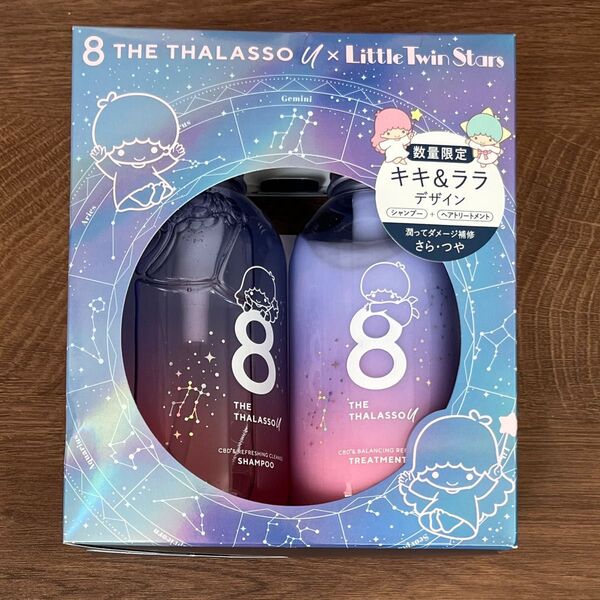 8 THE THALASSO u × Little Twin Stars
Gemini
Aries
数量限定
キキ&ララ
デザイン
シャンプー + ヘアトリートメント
潤ってダメージ補修
さら・つや
8
THE
THALASSO u
CBD& REFRESHING CLEANSE
SHAMPOO
8
THE
THALASSO u
CBD& BALANCING
TREATMENT
Aquarius